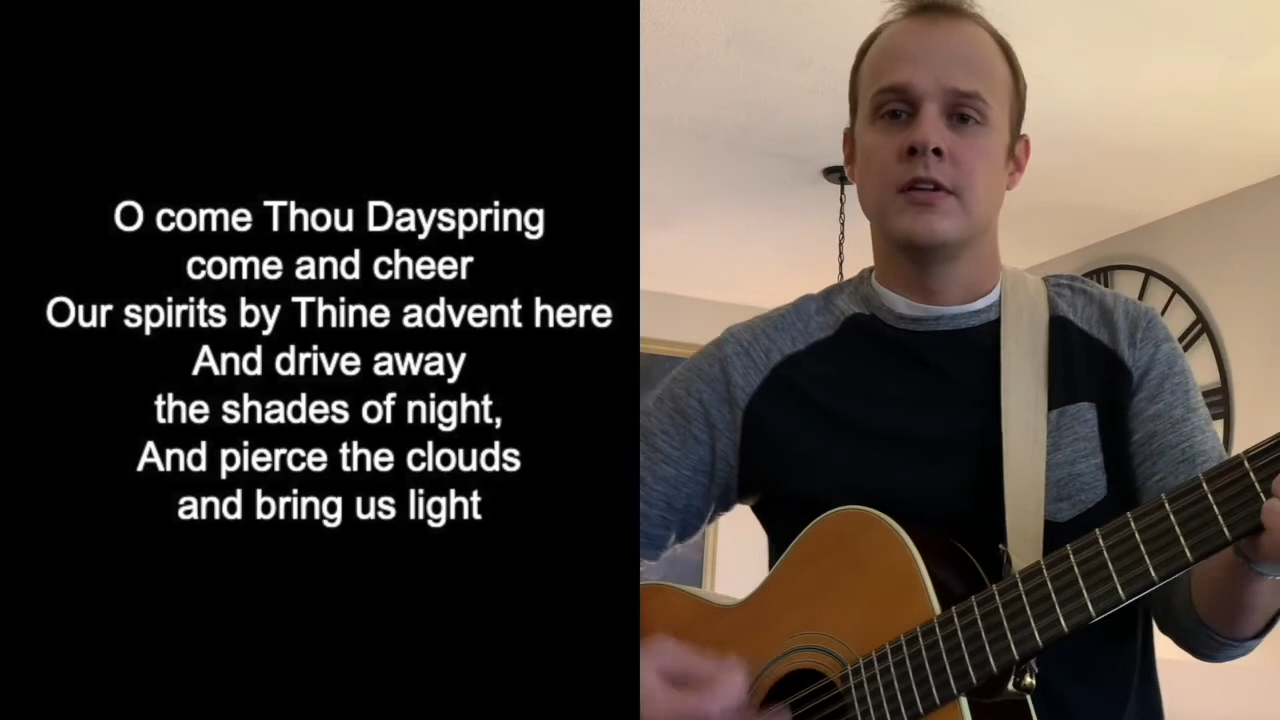 O come Thou Dayspring
come and cheer
Our spirits by Thine advent here
And drive away
the shades of night,
And pierce the clouds
and bring us light